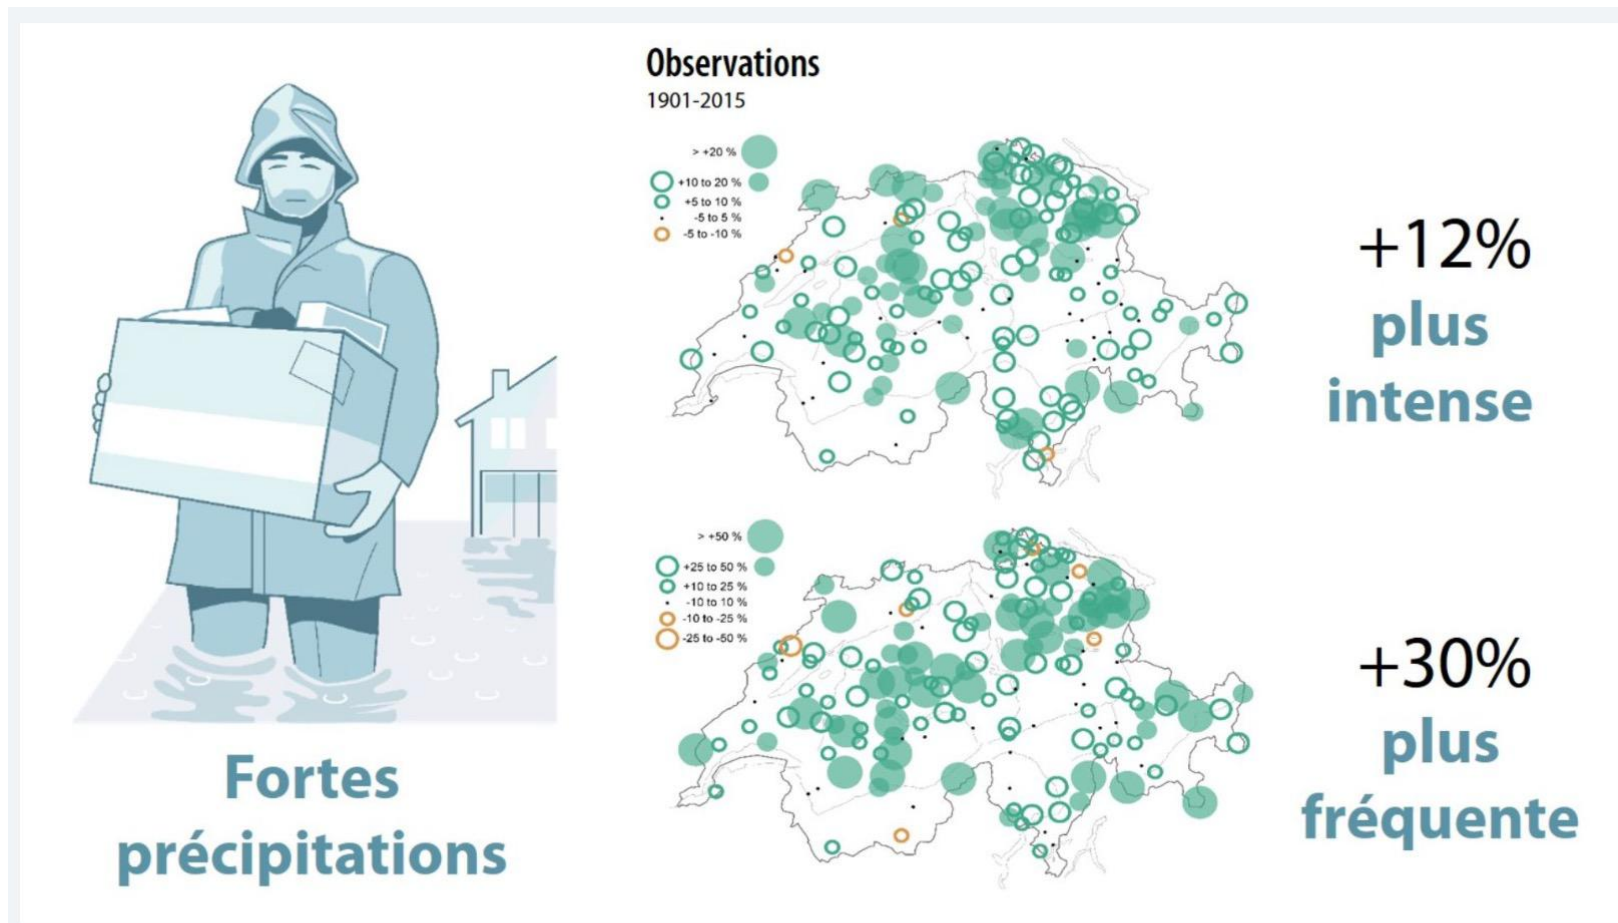 Observations
1901-2015
> +20 %
+10 to 20 %
+5 to 10 %
-5 to 5 %
-5 to -10 %
+12%
plus
intense
> +50 %
+25 to 50 %
+10 to 25 %
-10 to 10 %
-10 to -25 %
-25 to -50 %
+30%
plus
fréquente
Fortes
précipitations